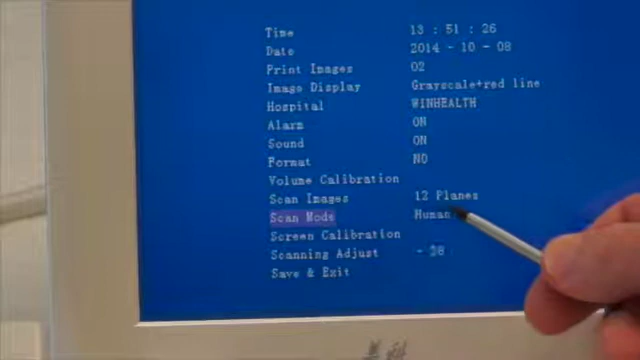 Time 13 : 51 : 26
Date 2014 - 10 - 08
Print Images 02
Image Display Grayscale+red line
Hospital WINHEALTH
Alarm ON
Sound ON
Format NO
Volume Calibration
Scan Images 12 Planes
Scan Mode Human
Screen Calibration
Scanning Adjust
Save & Exit